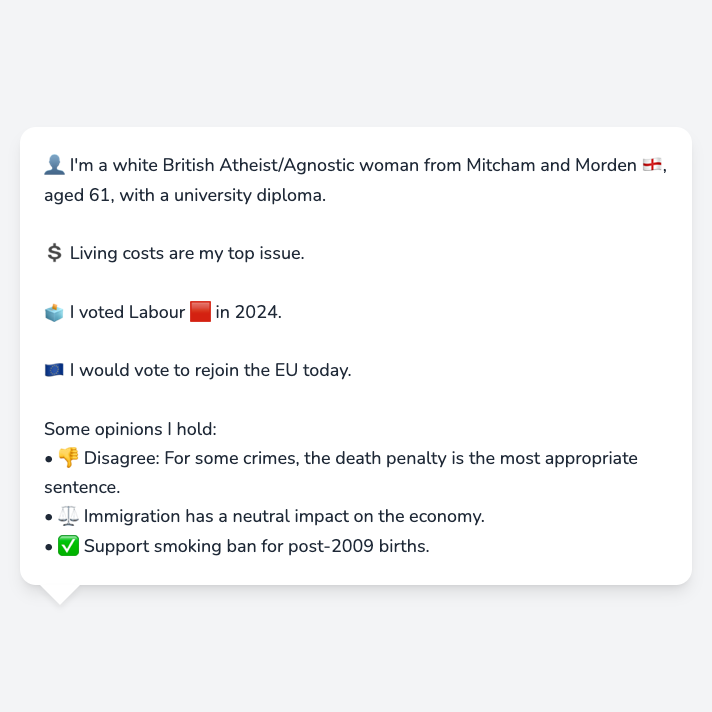 👤 I'm a white British Atheist/Agnostic woman from Mitcham and Morden 🏴󠁧󠁢󠁥󠁮󠁧󠁿,
aged 61, with a university diploma.
💲 Living costs are my top issue.
🗳️ I voted Labour 🟥 in 2024.
🇪🇺 I would vote to rejoin the EU today.
Some opinions I hold:
• 👎 Disagree: For some crimes, the death penalty is the most appropriate
sentence.
• ⚖️ Immigration has a neutral impact on the economy.
• ✅ Support smoking ban for post-2009 births.